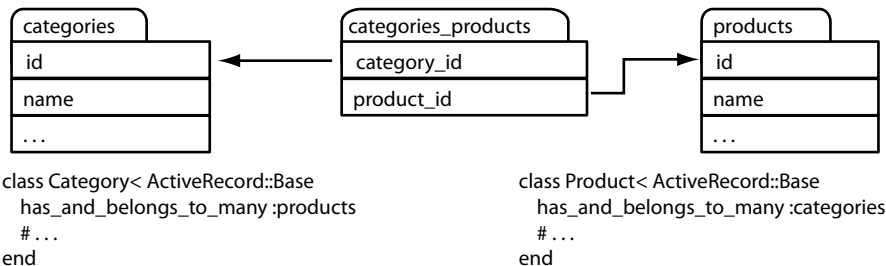 categories
id
name
...
categories_products
category_id
product_id
products
id
name
...
class Category< ActiveRecord::Base
has_and_belongs_to_many :products
# ...
end
class Product< ActiveRecord::Base
has_and_belongs_to_many :categories
# ...
end